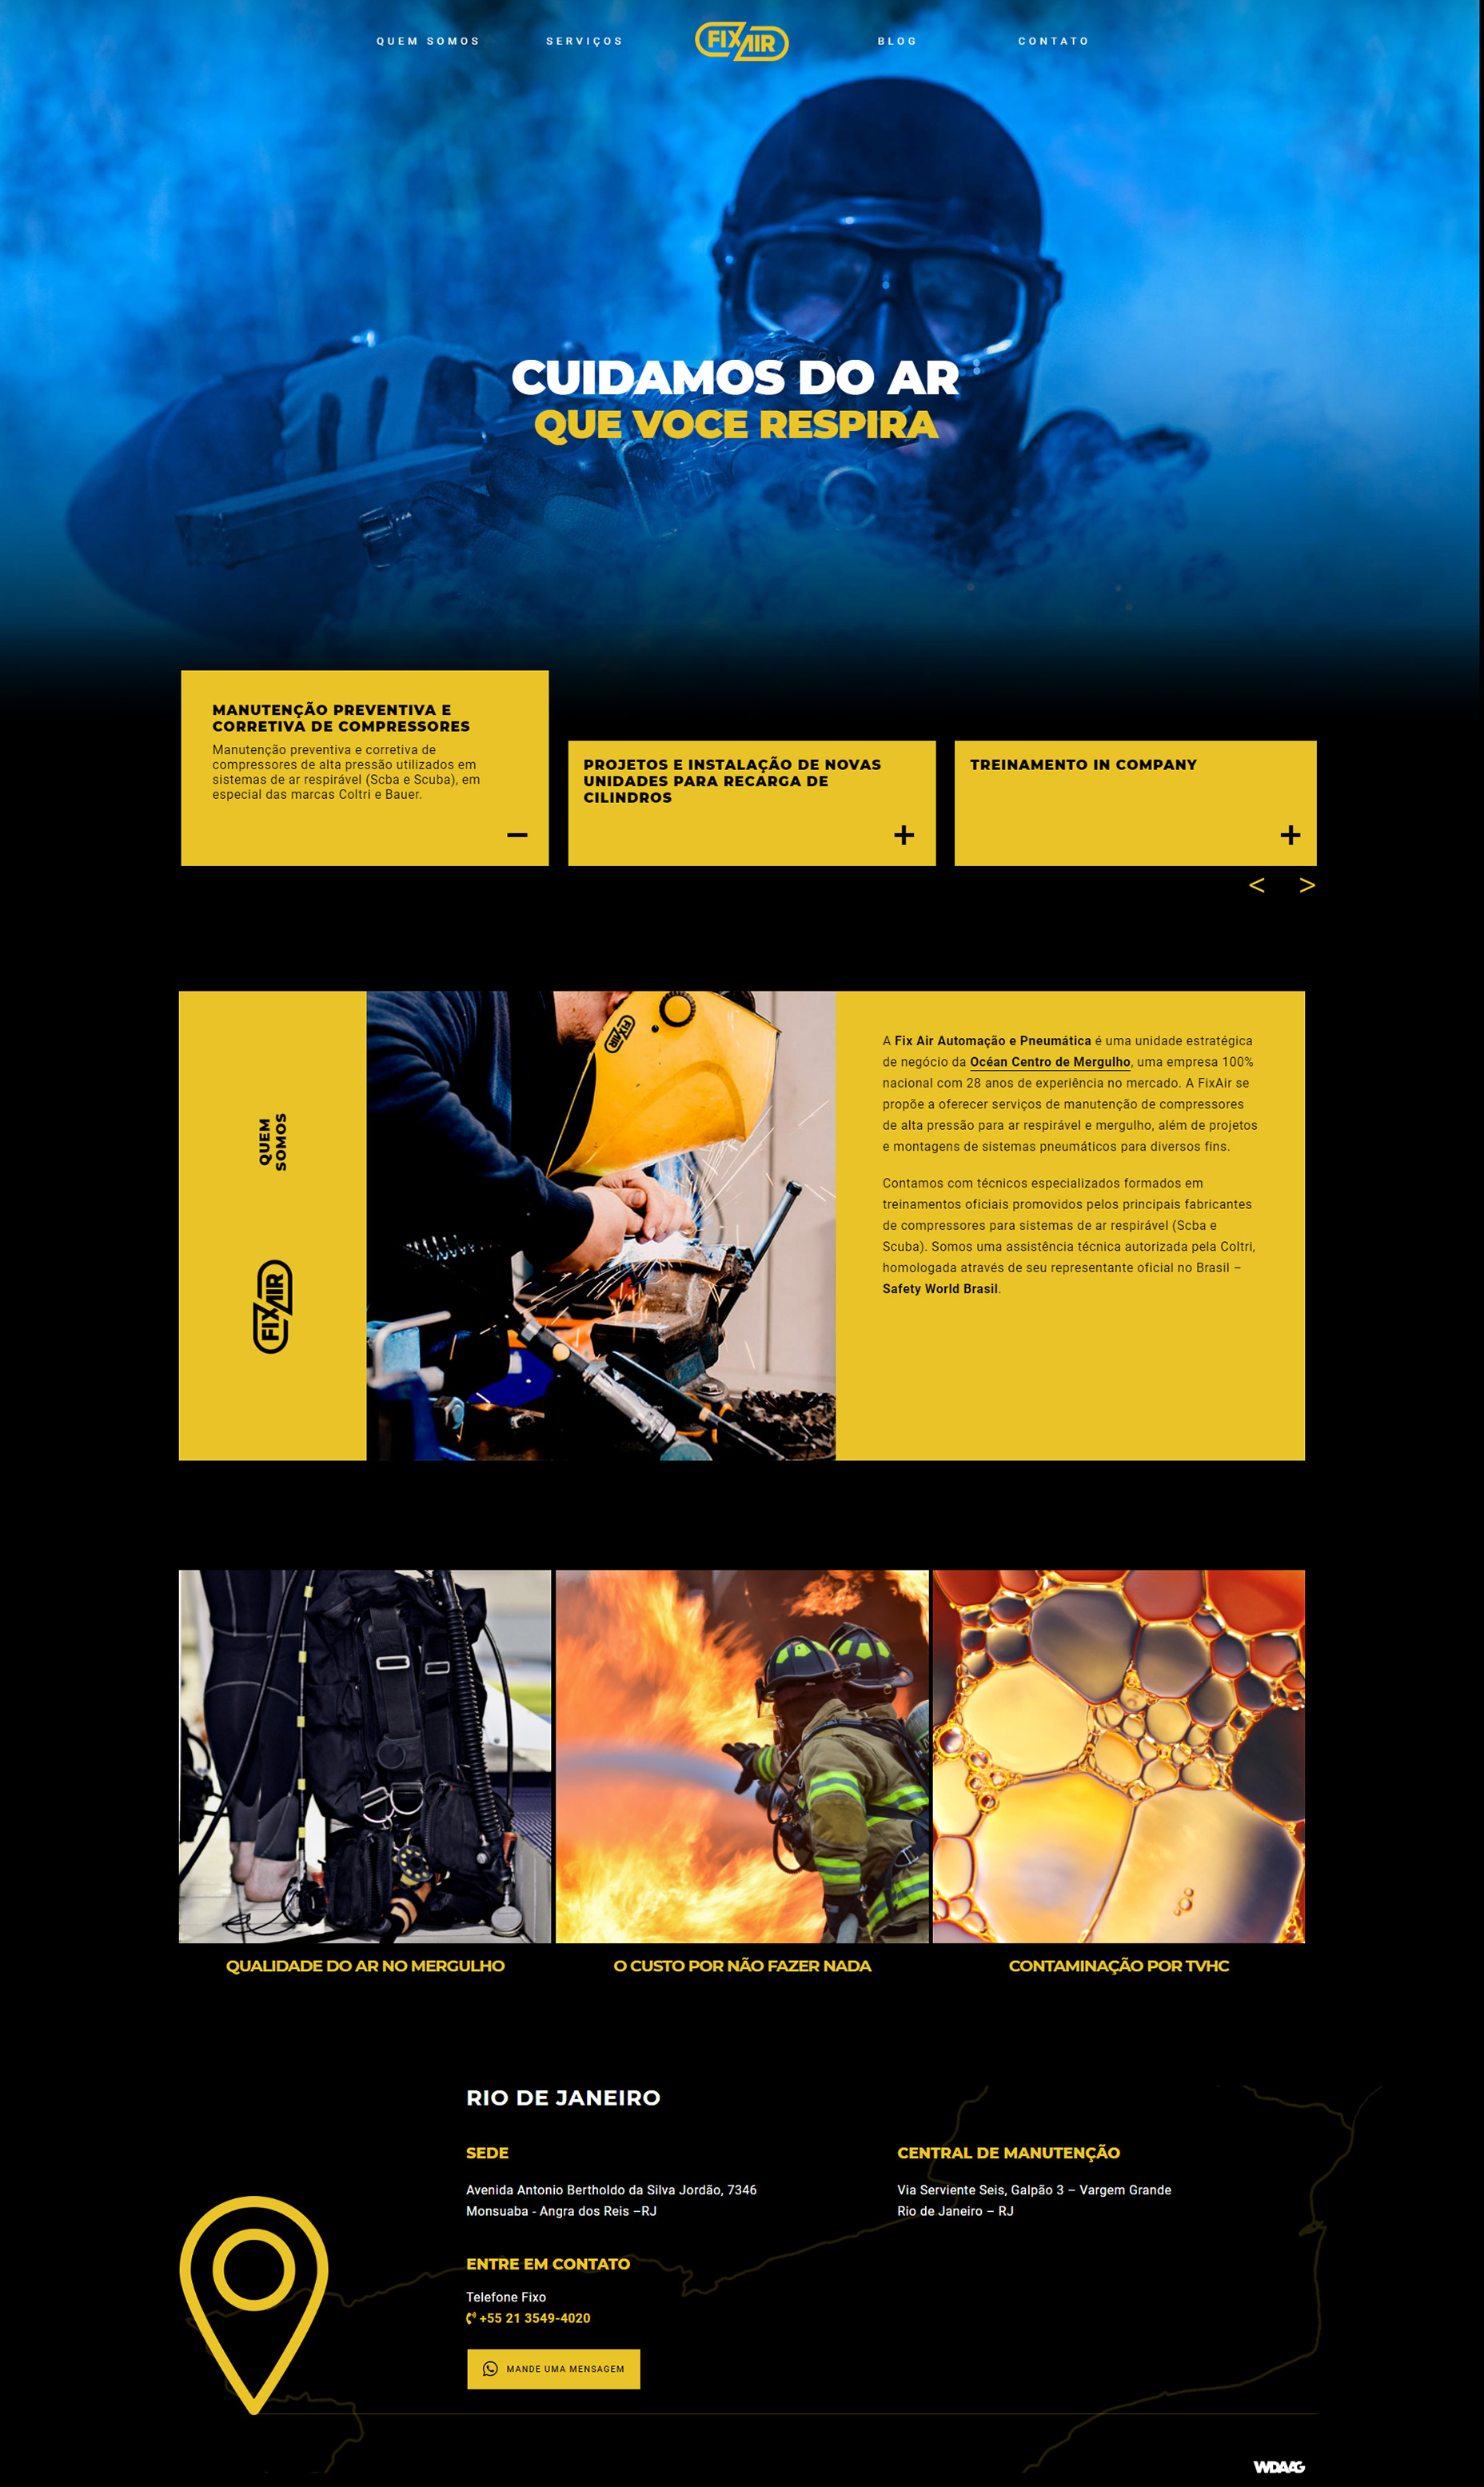 QUEM SOMOS
SERVIÇOS
FIXAIR
BLOG
CONTATO
CUIDAMOS DO AR
QUE VOCE RESPIRA
MANUTENÇÃO PREVENTIVA E
CORRETIVA DE COMPRESSORES
Manutenção preventiva e corretiva de
compressores de alta pressão utilizados em
sistemas de ar respirável (Scba e Scuba), em
especial das marcas Coltri e Bauer.
−
PROJETOS E INSTALAÇÃO DE NOVAS
UNIDADES PARA RECARGA DE
CILINDROS
+
TREINAMENTO IN COMPANY
+
< >
QUEM
SOMOS
FIXAIR
FIXAIR
A Fix Air Automação e Pneumática é uma unidade estratégica
de negócio da Océan Centro de Mergulho, uma empresa 100%
nacional com 28 anos de experiência no mercado. A FixAir se
propõe a oferecer serviços de manutenção de compressores
de alta pressão para ar respirável e mergulho, além de projetos
e montagens de sistemas pneumáticos para diversos fins.
Contamos com técnicos especializados formados em
treinamentos oficiais promovidos pelos principais fabricantes
de compressores para sistemas de ar respirável (Scba e
Scuba). Somos uma assistência técnica autorizada pela Coltri,
homologada através de seu representante oficial no Brasil –
Safety World Brasil.
QUALIDADE DO AR NO MERGULHO
O CUSTO POR NÃO FAZER NADA
CONTAMINAÇÃO POR TVHC
RIO DE JANEIRO
SEDE
Avenida Antonio Bertholdo da Silva Jordão, 7346
Monsuaba - Angra dos Reis –RJ
CENTRAL DE MANUTENÇÃO
Via Serviente Seis, Galpão 3 – Vargem Grande
Rio de Janeiro – RJ
ENTRE EM CONTATO
Telefone Fixo
+55 21 3549-4020
MANDE UMA MENSAGEM
WDAAG